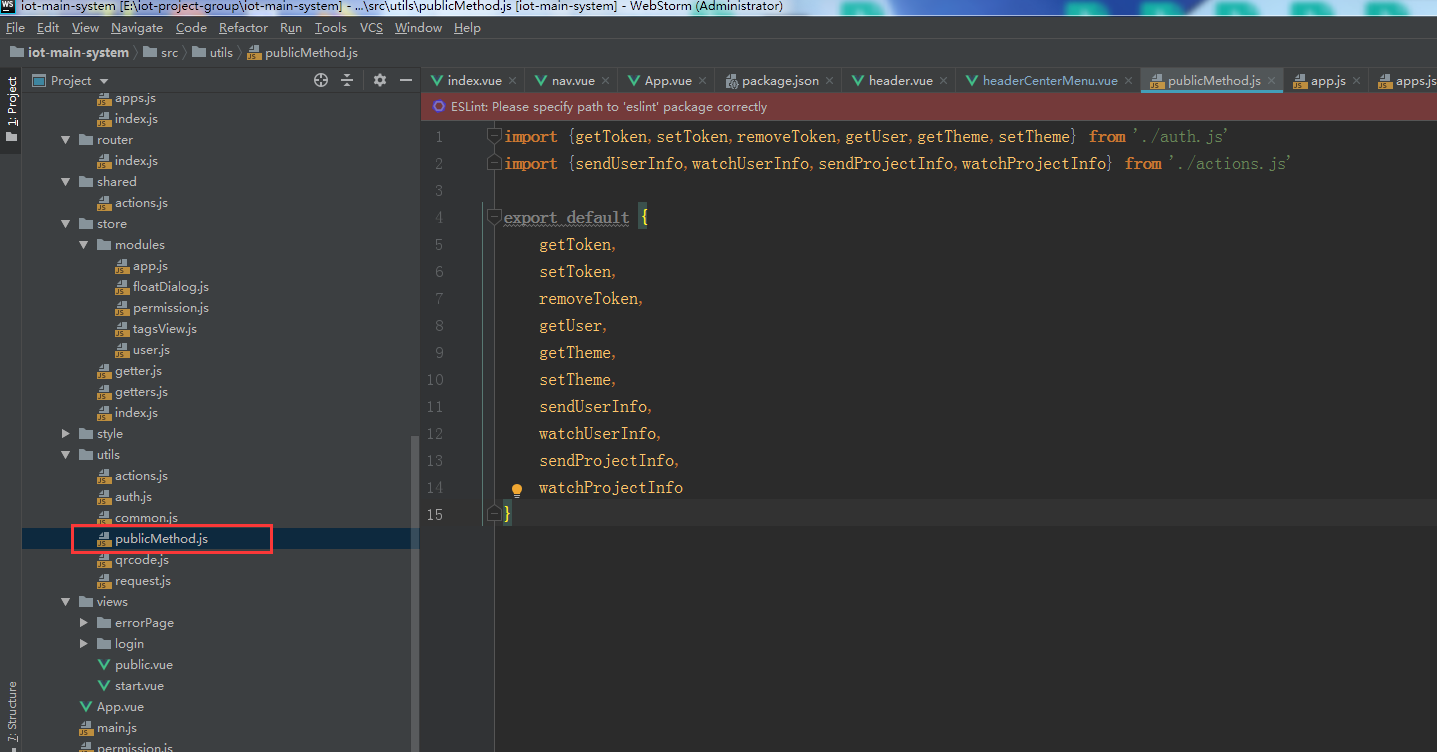 WS iot-main-system [E:\iot-project-group\iot-main-system] - ...\src\utils\publicMethod.js [iot-main-system] - WebStorm (Administrator)
File Edit View Navigate Code Refactor Run Tools VCS Window Help
iot-main-system src utils publicMethod.js
1: Project
Project
apps.js
index.js
router
index.js
shared
actions.js
store
modules
app.js
floatDialog.js
permission.js
tagsView.js
user.js
getter.js
getters.js
index.js
style
utils
actions.js
auth.js
common.js
publicMethod.js
qrcode.js
request.js
views
errorPage
login
public.vue
start.vue
App.vue
main.js
permission.js
7: Structure
index.vue nav.vue App.vue package.json header.vue headerCenterMenu.vue publicMethod.js app.js apps.js
ESLint: Please specify path to 'eslint' package correctly
1 import {getToken, setToken, removeToken, getUser, getTheme, setTheme} from './auth.js'
2 import {sendUserInfo, watchUserInfo, sendProjectInfo, watchProjectInfo} from './actions.js'
3
4 export default {
5 getToken,
6 setToken,
7 removeToken,
8 getUser,
9 getTheme,
10 setTheme,
11 sendUserInfo,
12 watchUserInfo,
13 sendProjectInfo,
14 watchProjectInfo
15 }